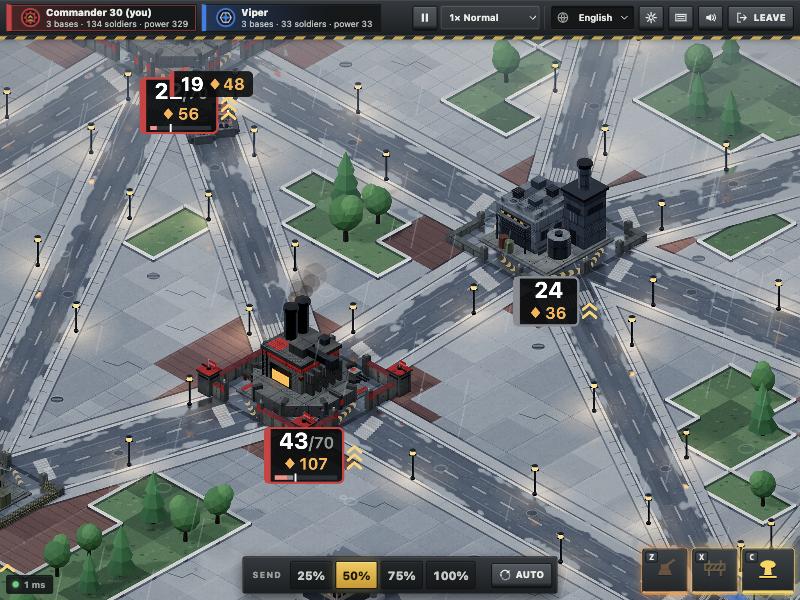 Commander 30 (you)
3 bases · 134 soldiers · power 329
Viper
3 bases · 33 soldiers · power 33
1x Normal
English
LEAVE
19 48
56
24
36
43/70
107
SEND 25% 50% 75% 100% AUTO
Z X C
1 ms